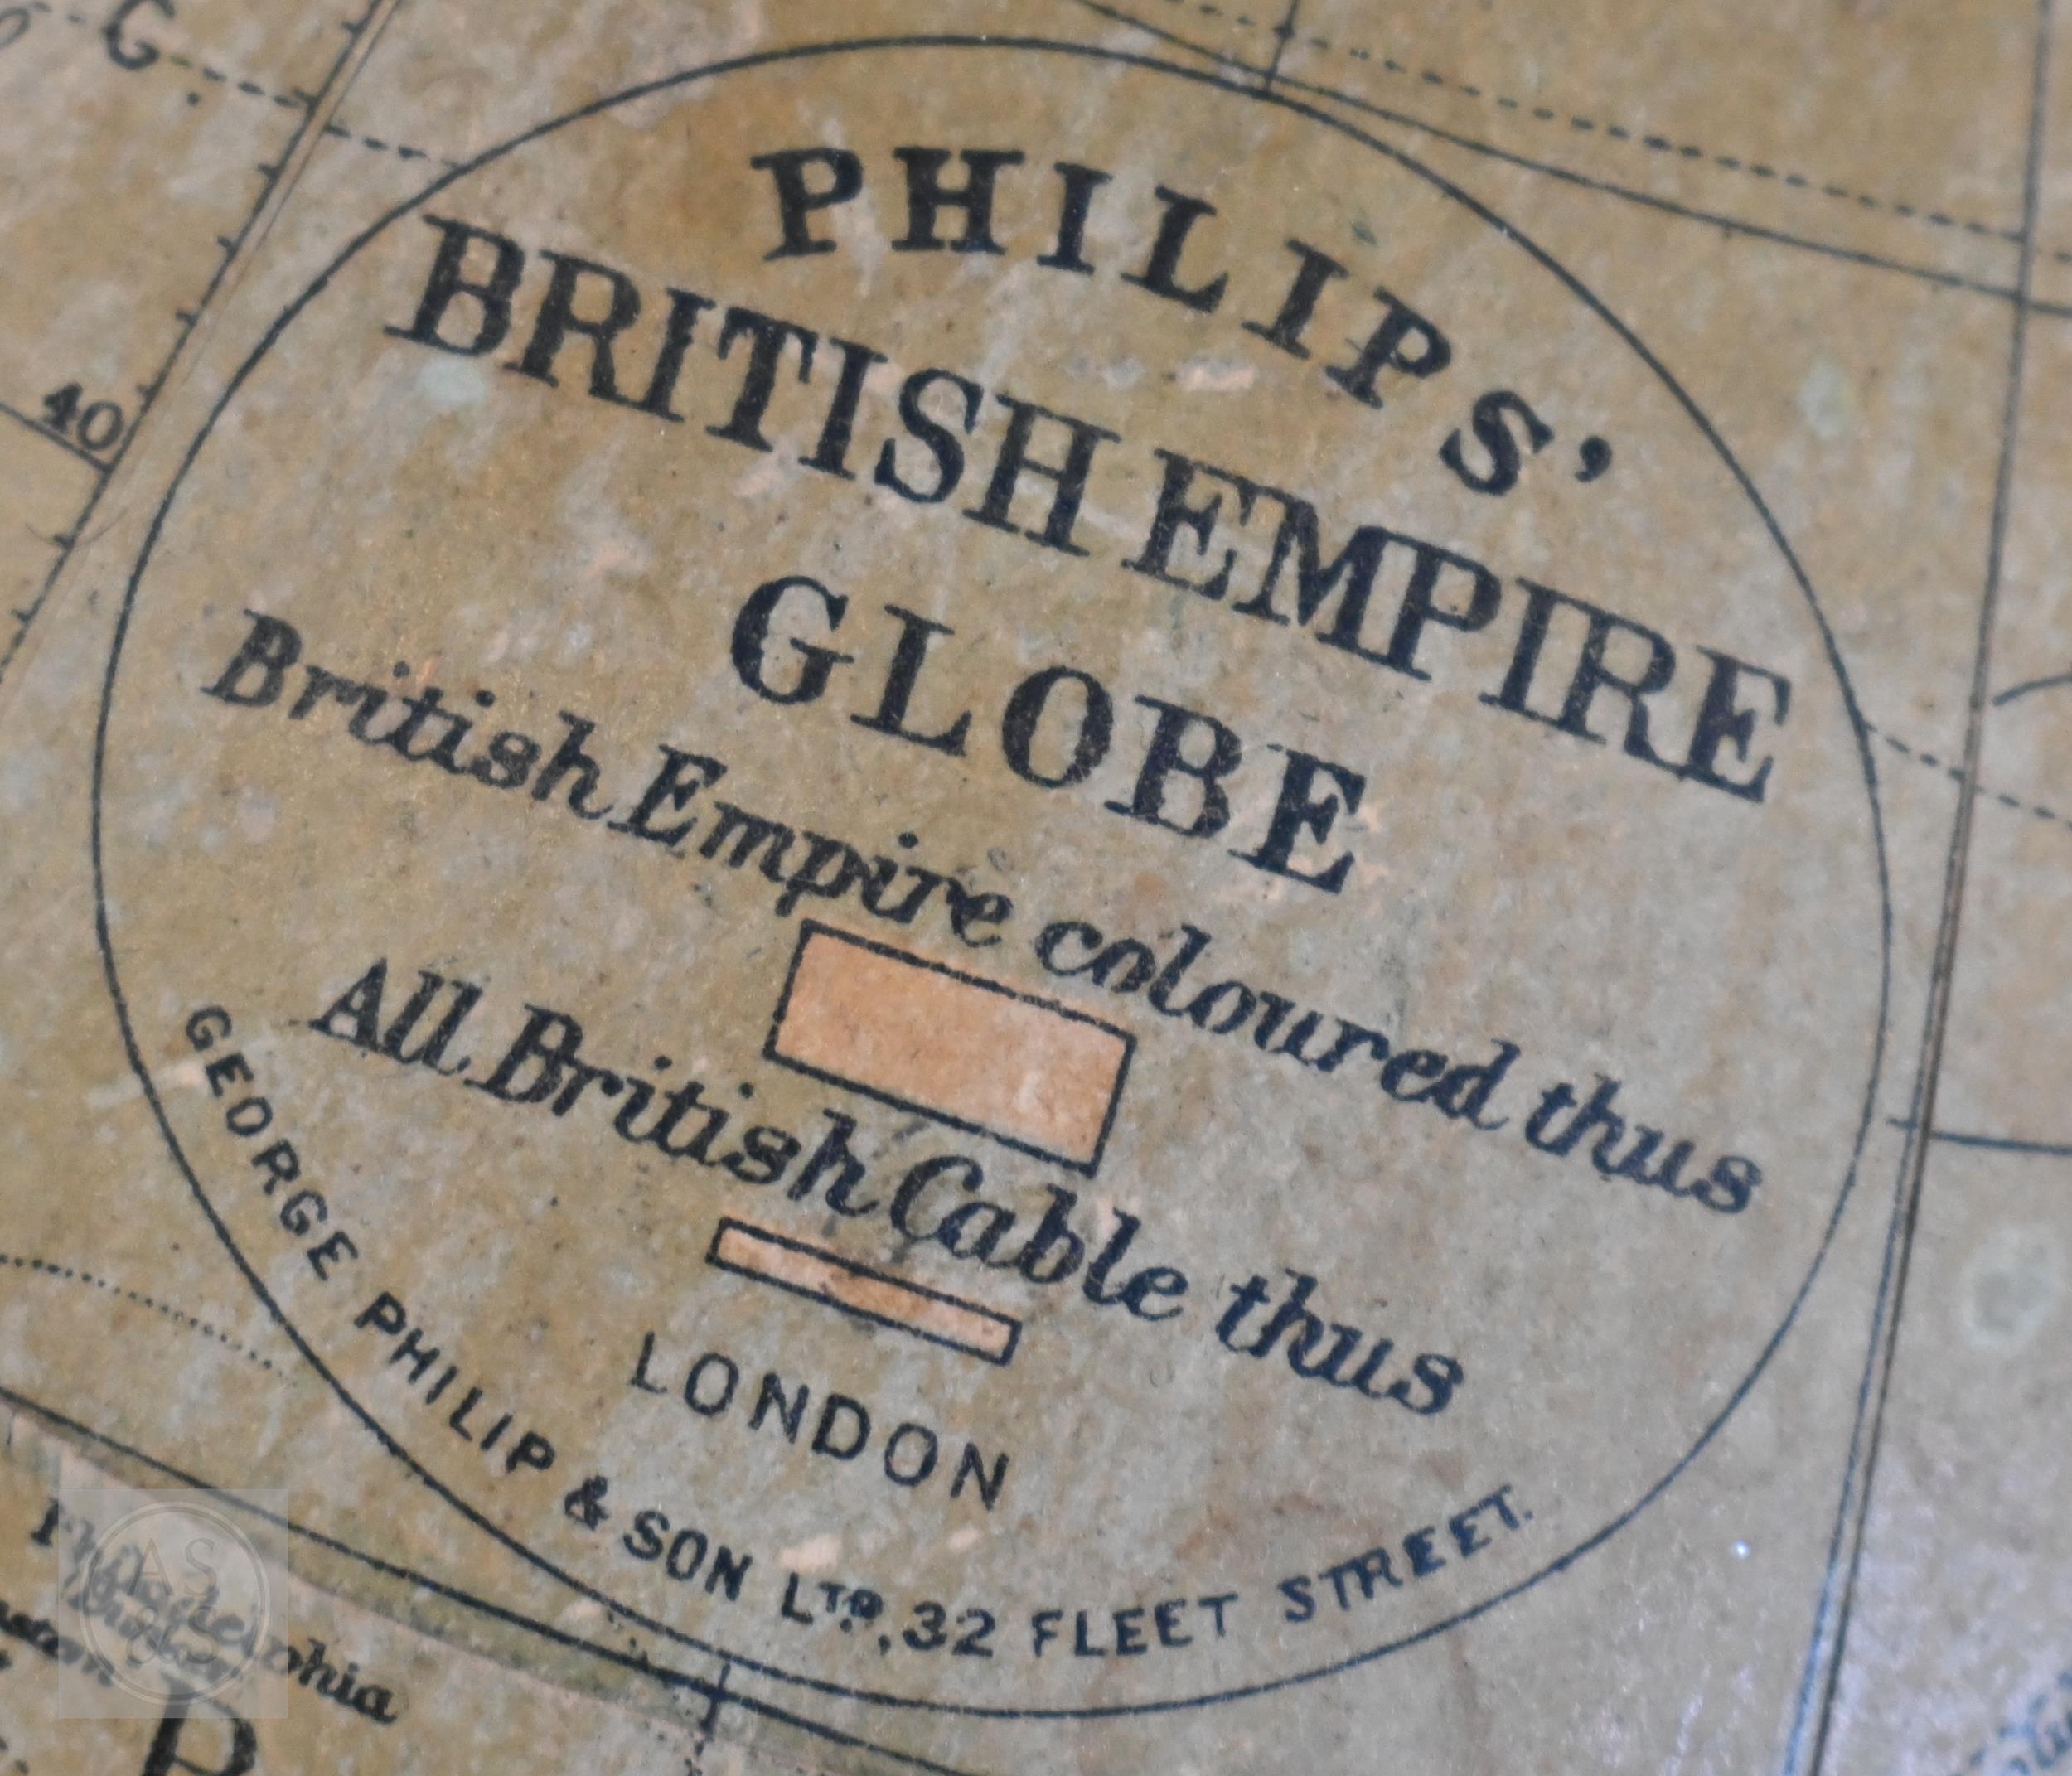 PHILIPS'
BRITISH EMPIRE
GLOBE
British Empire coloured thus
All British Cable thus
LONDON
GEORGE PHILIP & SON LTD., 32 FLEET STREET.
40
G
AS
&
R